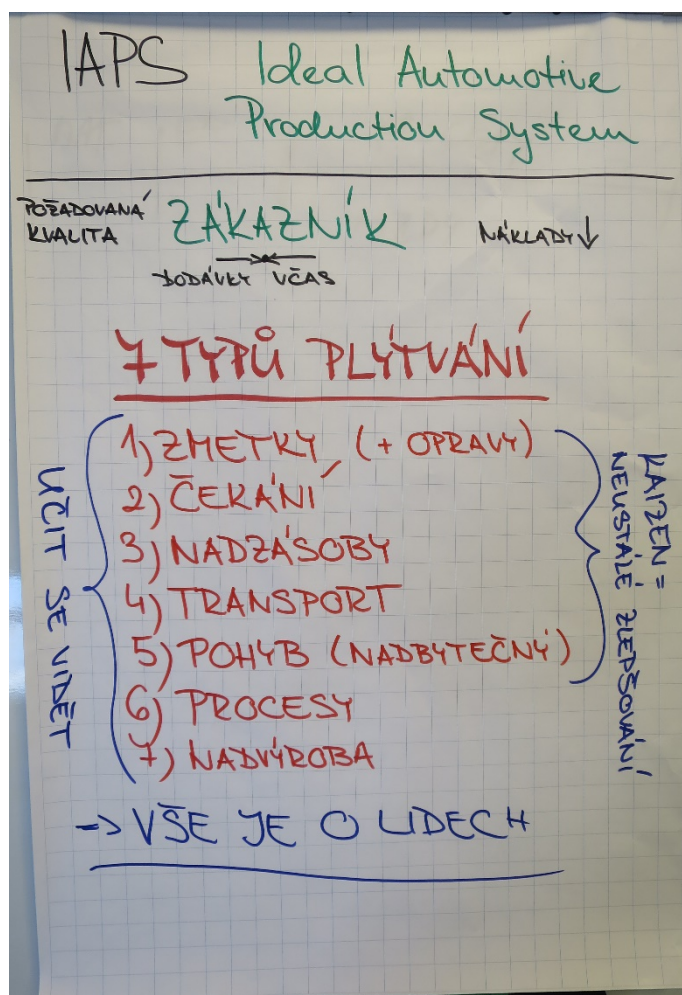 IAPS Ideal Automotive
Production System
POŽADOVANÁ
KVALITA
ZÁKAZNÍK
NÁKLADY ↓
DODÁVKY VČAS
7 TYPŮ PLÝTVÁNÍ
1) ZMETKY (+ OPRAVY)
2) ČEKÁNÍ
3) NADZÁSOBY
4) TRANSPORT
5) POHYB (NADBYTEČNÝ)
6) PROCESY
7) NADVÝROBA
UČIT SE VIDĚT
KAIZEN =
NEUSTÁLÉ ZLEPŠOVÁNÍ
-> VŠE JE O LIDECH